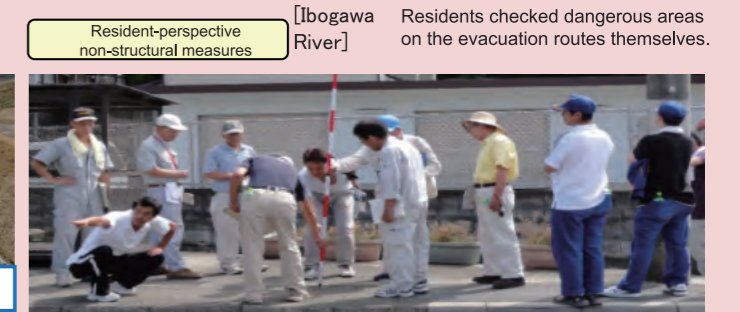 Resident-perspective
non-structural measures
[Ibogawa
River]
Residents checked dangerous areas
on the evacuation routes themselves.